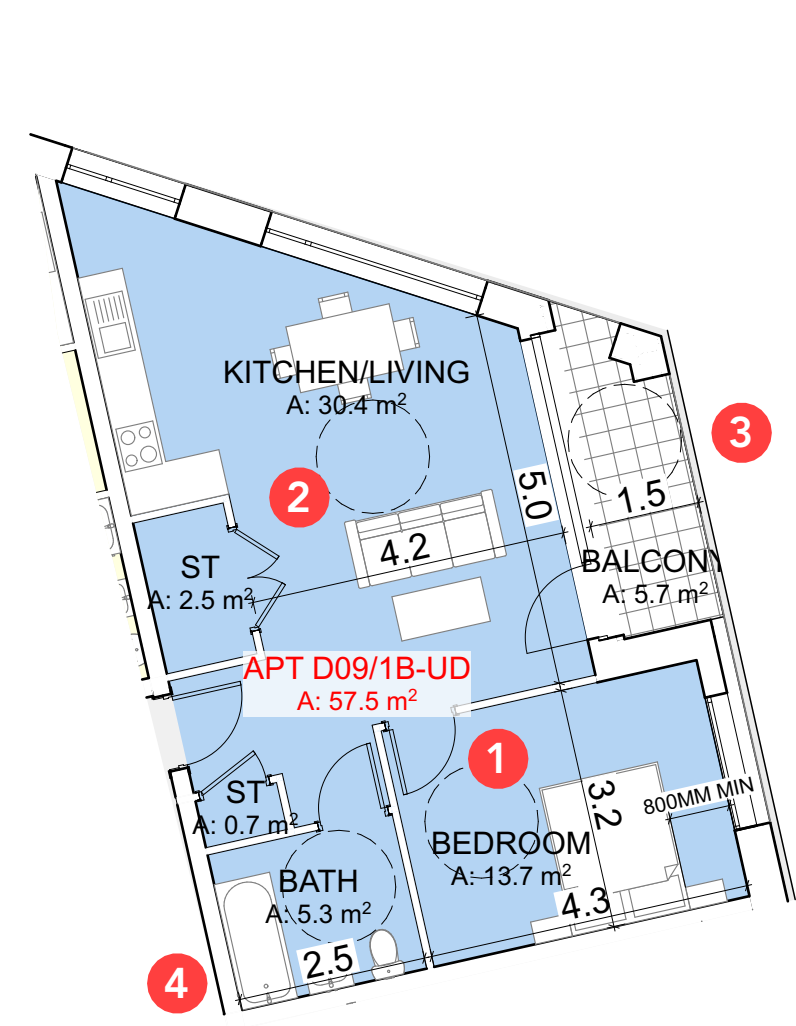 KITCHEN/LIVING
A: 30.4 m²
3
2
5.0
1.5
4.2
ST
A: 2.5 m²
BALCONY
A: 5.7 m²
APT D09/1B-UD
A: 57.5 m²
1
ST
A: 0.7 m²
3.2
800MM MIN
BEDROOM
A: 13.7 m²
BATH
A: 5.3 m²
4.3
2.5
4